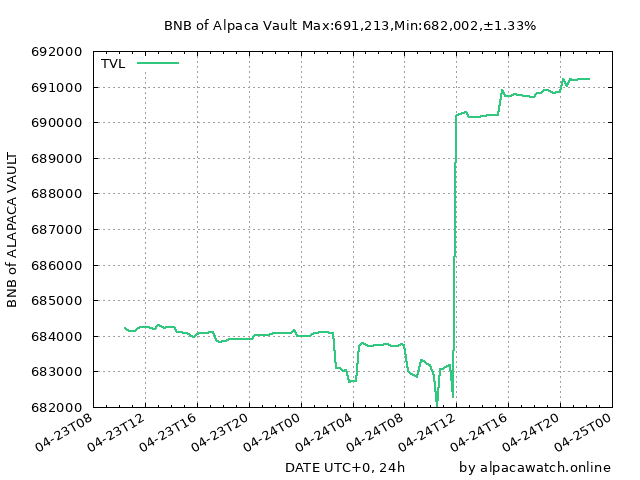 BNB of Alpaca Vault Max:691,213,Min:682,002,±1.33%
TVL
692000
691000
690000
689000
688000
687000
686000
685000
684000
683000
682000
BNB of ALAPACA VAULT
04-23T08
04-23T12
04-23T16
04-23T20
04-24T00
04-24T04
04-24T08
04-24T12
04-24T16
04-24T20
04-25T00
DATE UTC+0, 24h
by alpacawatch.online